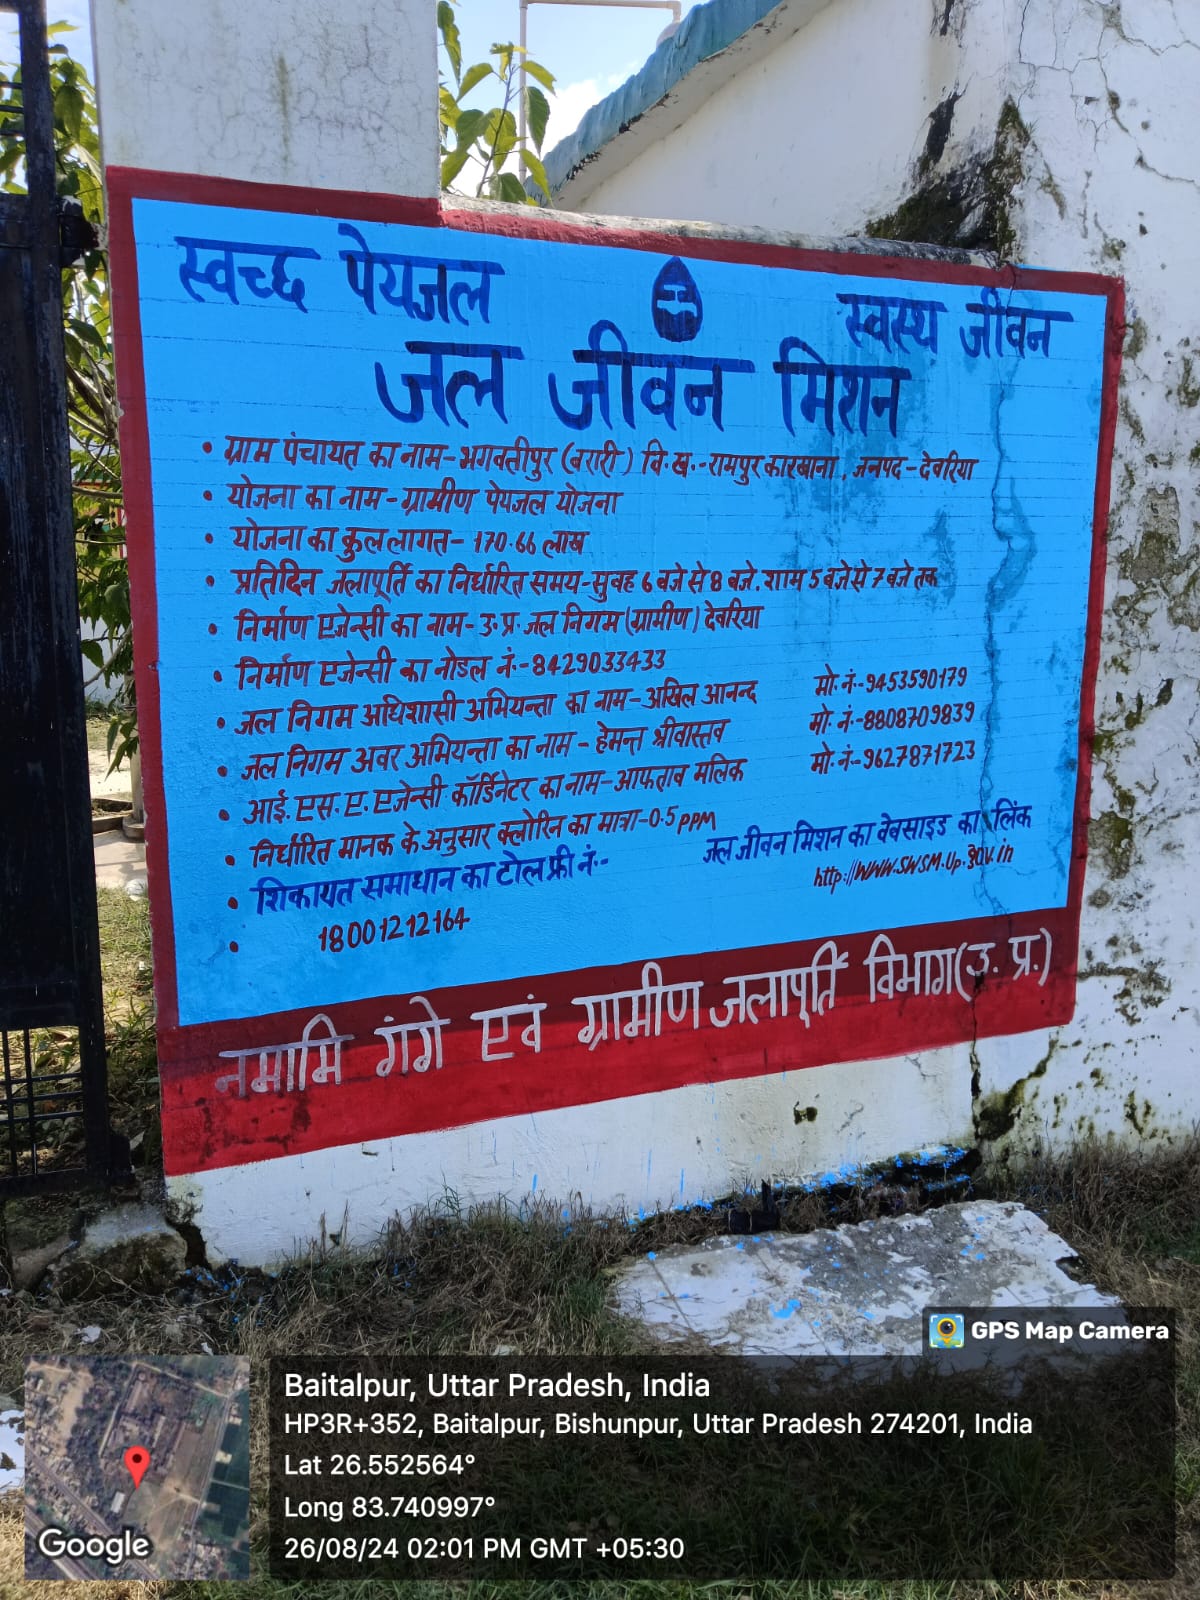 स्वच्छ पेयजल
स्वस्थ जीवन
जल जीवन मिशन
• ग्राम पंचायत का नाम-भगवतीपुर (बरारी) वि.ख.-रामपुर कारखाना, जनपद-देवरिया
• योजना का नाम-ग्रामीण पेयजल योजना
• योजना का कुल लागत- 170.66 लाख
• प्रतिदिन जलापूर्ति का निर्धारित समय-सुबह 6 बजे से 8 बजे. शाम 5 बजे से 7 बजे तक
• निर्माण एजेन्सी का नाम-उ.प्र. जल निगम (ग्रामीण) देवरिया
• निर्माण एजेन्सी का नोडल नं.-8429033433
• जल निगम अधिशासी अभियन्ता का नाम-अखिल आनन्द मो. नं.-9453590179
• जल निगम अवर अभियन्ता का नाम-हेमन्त श्रीवास्तव मो. नं.-8808709839
• आई.एस.ए. एजेन्सी कॉर्डिनेटर का नाम-आफताब मलिक मो. नं.-9627871723
• निर्धारित मानक के अनुसार क्लोरिन का मात्रा-0.5 ppm
• शिकायत समाधान का टोल फ्री नं.-
• 18001212164
जल जीवन मिशन का वेबसाइड का लिंक
http://WWW.SWSM.Up.gov.in
नमामि गंगे एवं ग्रामीण जलापूर्ति विभाग (उ. प्र.)
GPS Map Camera
Baitalpur, Uttar Pradesh, India
HP3R+352, Baitalpur, Bishunpur, Uttar Pradesh 274201, India
Lat 26.552564°
Long 83.740997°
26/08/24 02:01 PM GMT +05:30
Google